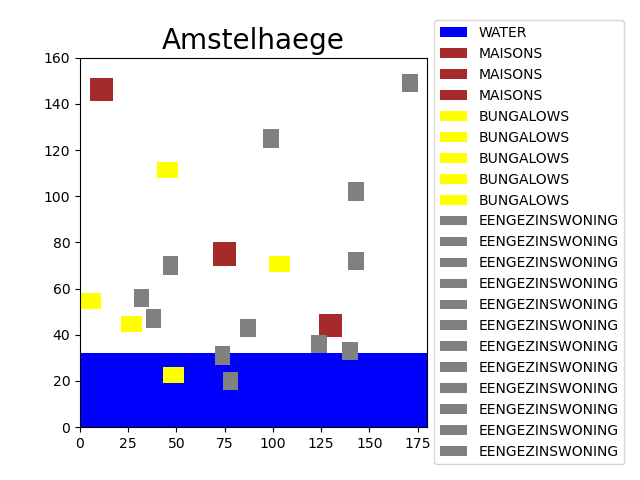 Amstelhaege
160
140
120
100
80
60
40
20
0
0 25 50 75 100 125 150 175
WATER
MAISONS
MAISONS
MAISONS
BUNGALOWS
BUNGALOWS
BUNGALOWS
BUNGALOWS
BUNGALOWS
EENGEZINSWONING
EENGEZINSWONING
EENGEZINSWONING
EENGEZINSWONING
EENGEZINSWONING
EENGEZINSWONING
EENGEZINSWONING
EENGEZINSWONING
EENGEZINSWONING
EENGEZINSWONING
EENGEZINSWONING
EENGEZINSWONING